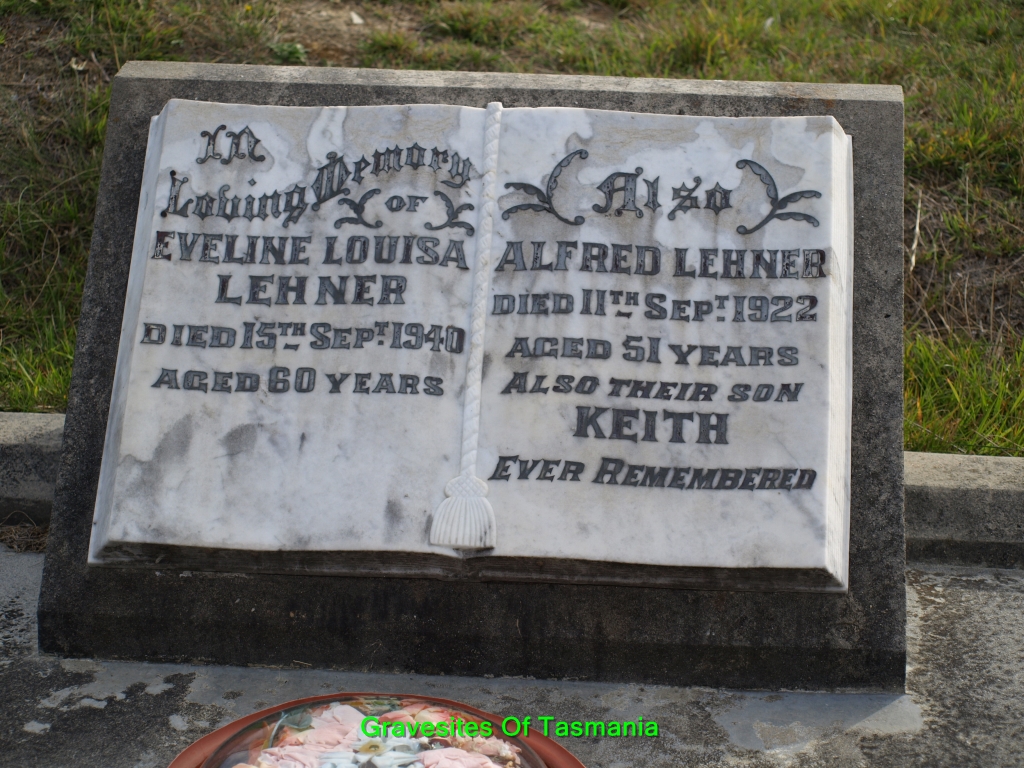 In
Loving Memory
OF
EVELINE LOUISA
LEHNER
DIED 15TH SEPT. 1940
AGED 60 YEARS
Also
ALFRED LEHNER
DIED 11TH SEPT. 1922
AGED 51 YEARS
ALSO THEIR SON
KEITH
EVER REMEMBERED
Gravesites Of Tasmania